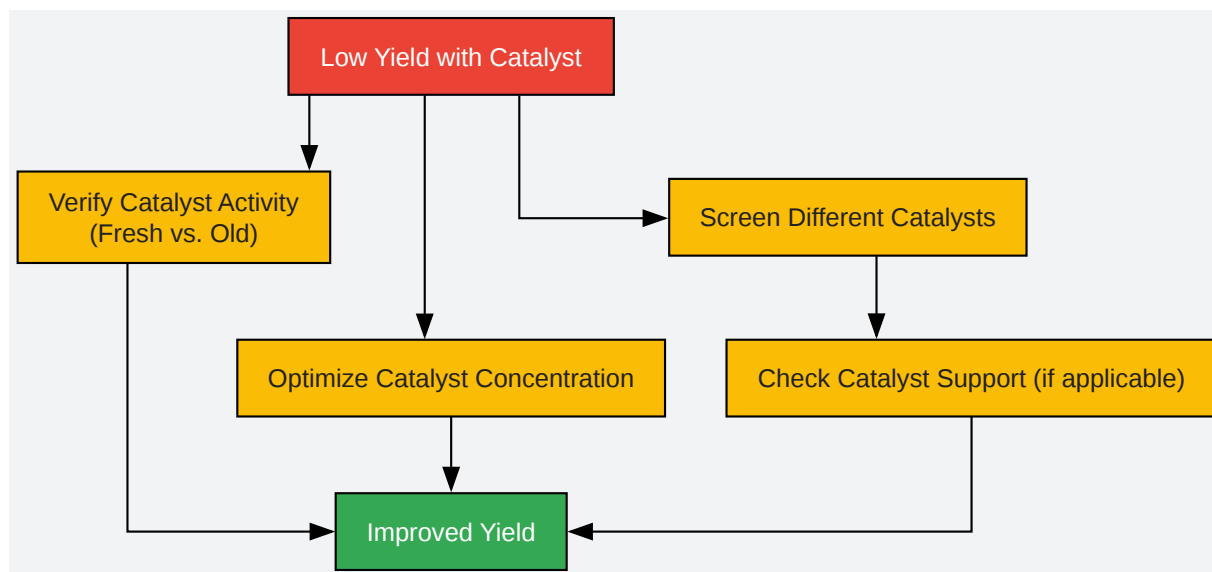 Low Yield with Catalyst
Verify Catalyst Activity
(Fresh vs. Old)
Screen Different Catalysts
Optimize Catalyst Concentration
Check Catalyst Support (if applicable)
Improved Yield